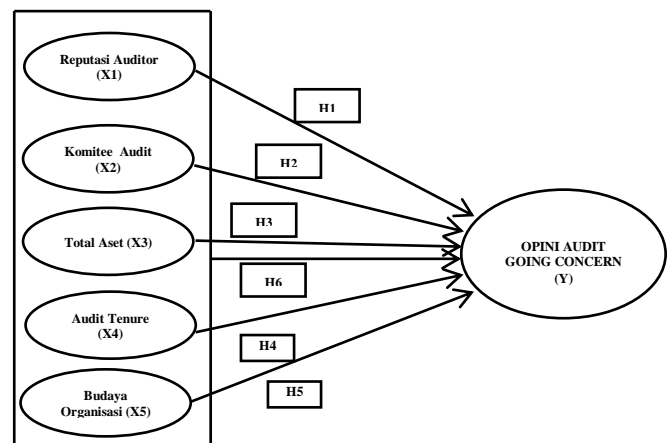 Reputasi Auditor
(X1)
H1
Komitee Audit
(X2)
H2
Total Aset (X3)
H3
OPINI AUDIT
GOING CONCERN
(Y)
H6
Audit Tenure
(X4)
H4
Budaya
Organisasi (X5)
H5